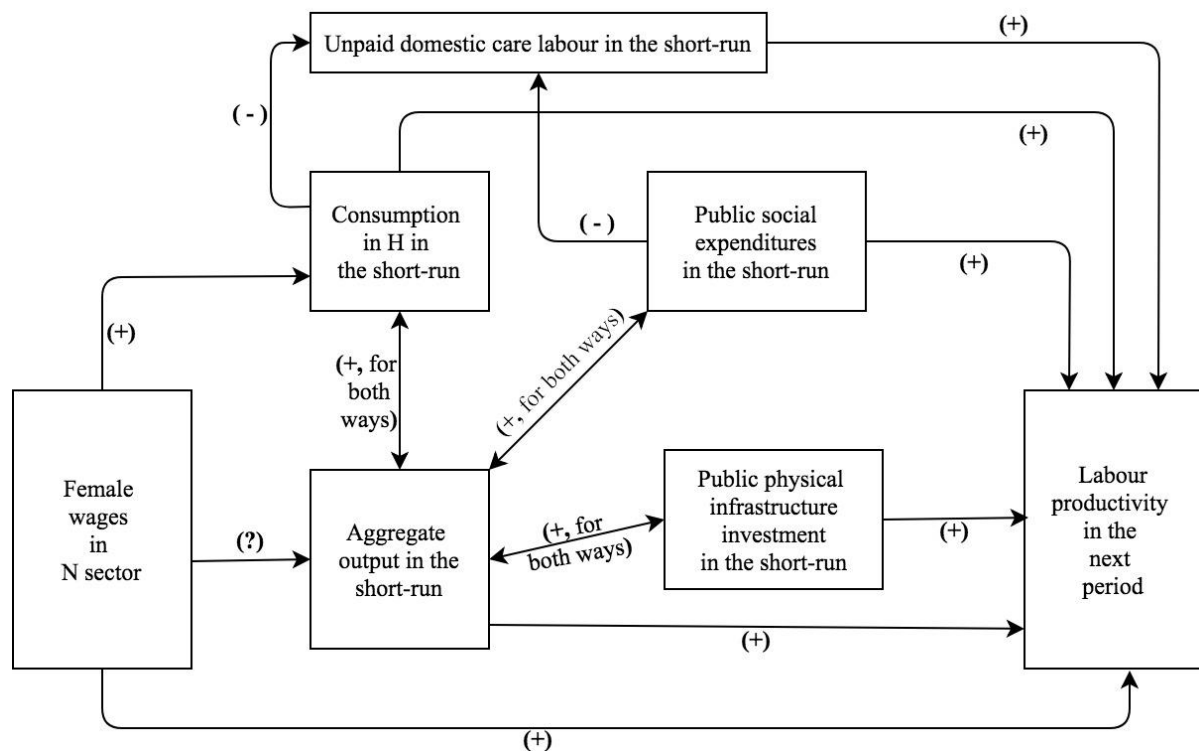 Unpaid domestic care labour in the short-run
(+)
( - )
(+)
Consumption
in H in
the short-run
( - )
Public social
expenditures
in the short-run
(+)
(+)
(+, for
both
ways)
(+, for both ways)
Female
wages
in
N sector
(?)
Aggregate
output in the
short-run
(+, for
both ways)
Public physical
infrastructure
investment
in the short-run
(+)
Labour
productivity
in the
next
period
(+)
(+)